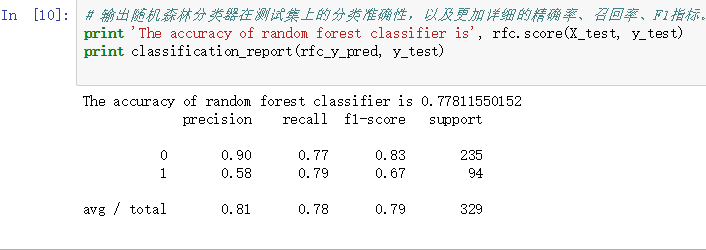 In [10]:
# 输出随机森林分类器在测试集上的分类准确性，以及更加详细的精确率、召回率、F1指标。
print 'The accuracy of random forest classifier is', rfc.score(X_test, y_test)
print classification_report(rfc_y_pred, y_test)
The accuracy of random forest classifier is 0.77811550152
precision recall f1-score support
0 0.90 0.77 0.83 235
1 0.58 0.79 0.67 94
avg / total 0.81 0.78 0.79 329